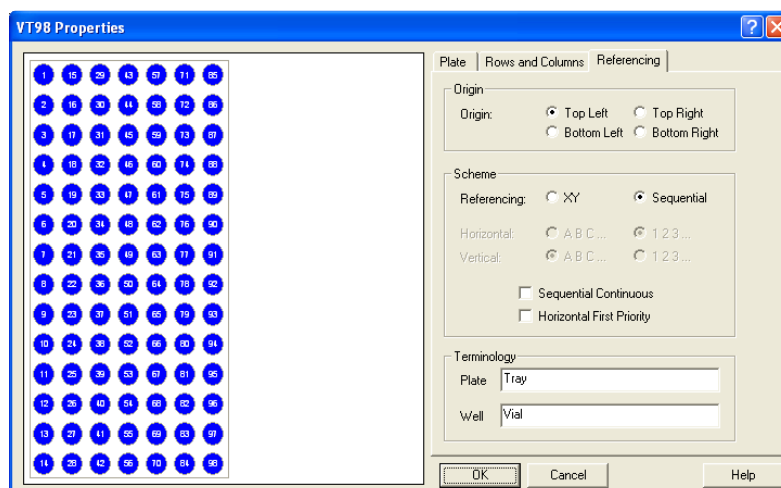 VT98 Properties
1 15 29 43 57 71 85
2 16 30 44 58 72 86
3 17 31 45 59 73 87
4 18 32 46 60 74 88
5 19 33 47 61 75 89
6 20 34 48 62 76 90
7 21 35 49 63 77 91
8 22 36 50 64 78 92
9 23 37 51 65 79 93
10 24 38 52 66 80 94
11 25 39 53 67 81 95
12 26 40 54 68 82 96
13 27 41 55 69 83 97
14 28 42 56 70 84 98
Plate Rows and Columns Referencing
Origin
Origin: Top Left Top Right
Bottom Left Bottom Right
Scheme
Referencing: XY Sequential
Horizontal: A B C ... 1 2 3 ...
Vertical: A B C ... 1 2 3 ...
Sequential Continuous
Horizontal First Priority
Terminology
Plate Tray
Well Vial
OK Cancel Help